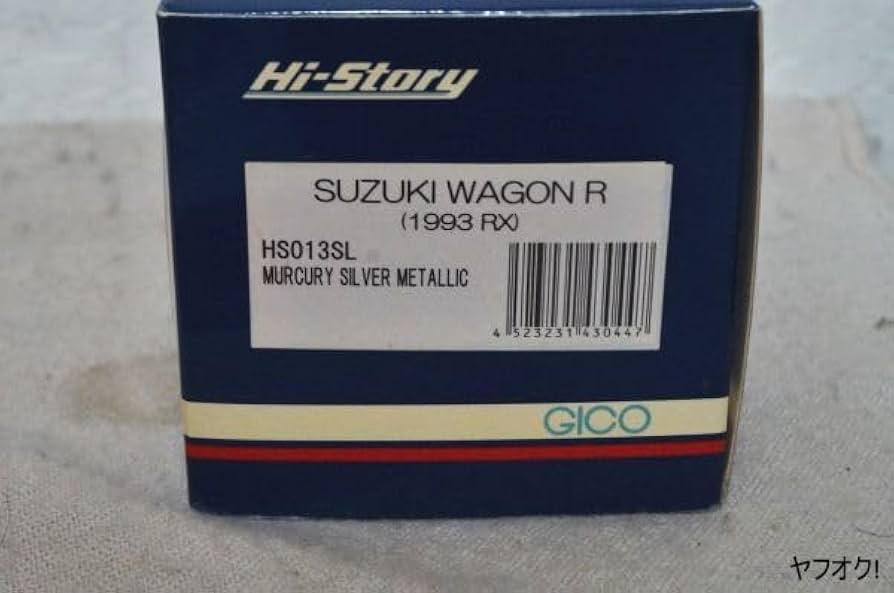 Hi-Story
SUZUKI WAGON R
(1993 RX)
HS013SL
MURCURY SILVER METALLIC
4 523231 430447
GICO
ヤフオク!